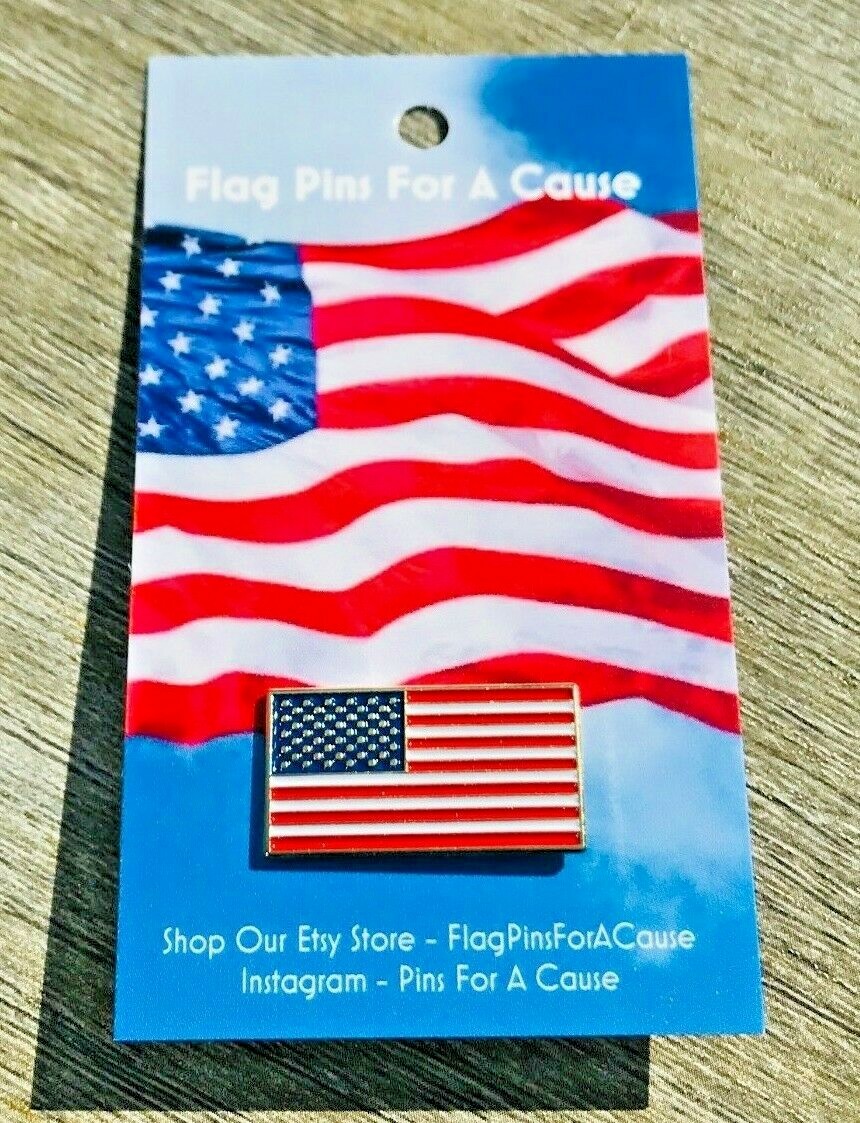 Flag Pins For A Cause
Shop Our Etsy Store - FlagPinsForACause
Instagram - Pins For A Cause